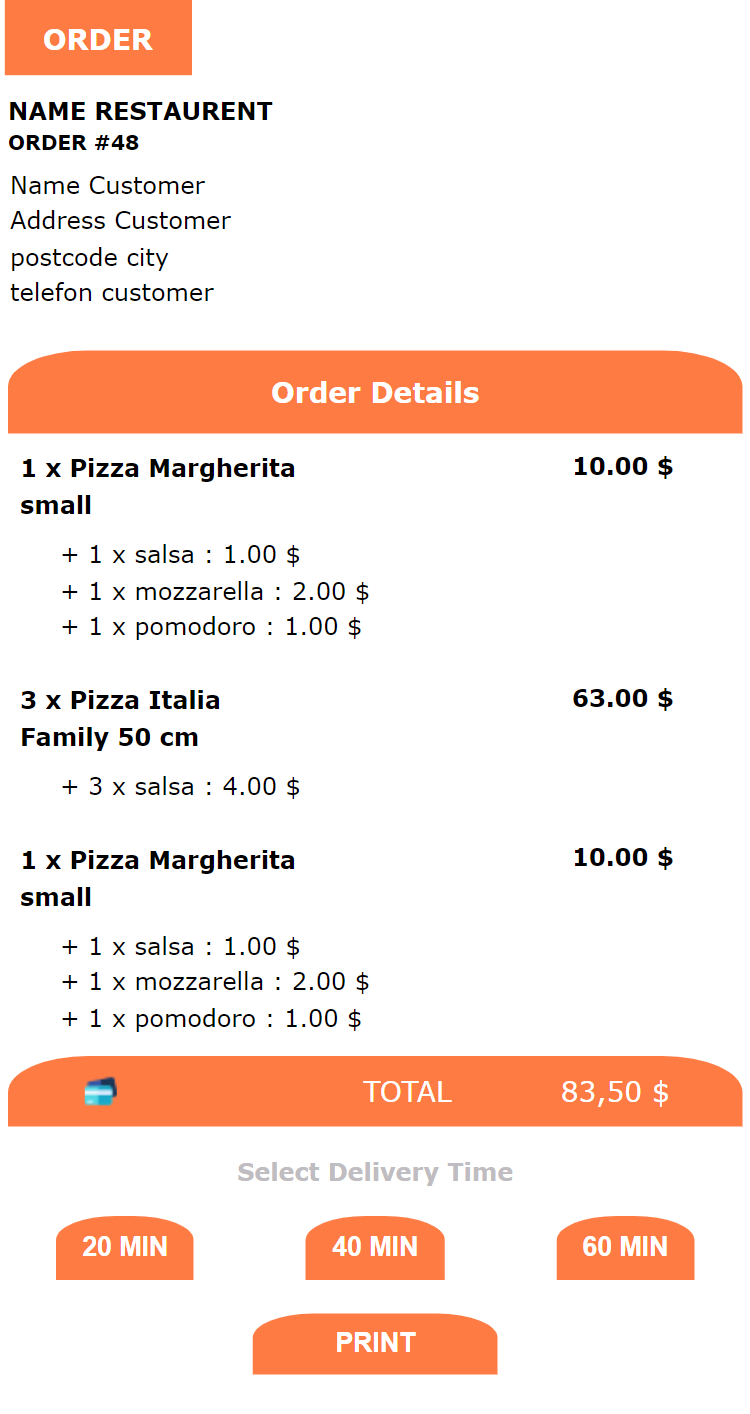 ORDER
NAME RESTAURENT
ORDER #48
Name Customer
Address Customer
postcode city
telefon customer
Order Details
1 x Pizza Margherita 10.00 $
small
+ 1 x salsa : 1.00 $
+ 1 x mozzarella : 2.00 $
+ 1 x pomodoro : 1.00 $
3 x Pizza Italia 63.00 $
Family 50 cm
+ 3 x salsa : 4.00 $
1 x Pizza Margherita 10.00 $
small
+ 1 x salsa : 1.00 $
+ 1 x mozzarella : 2.00 $
+ 1 x pomodoro : 1.00 $
TOTAL 83,50 $
Select Delivery Time
20 MIN 40 MIN 60 MIN
PRINT